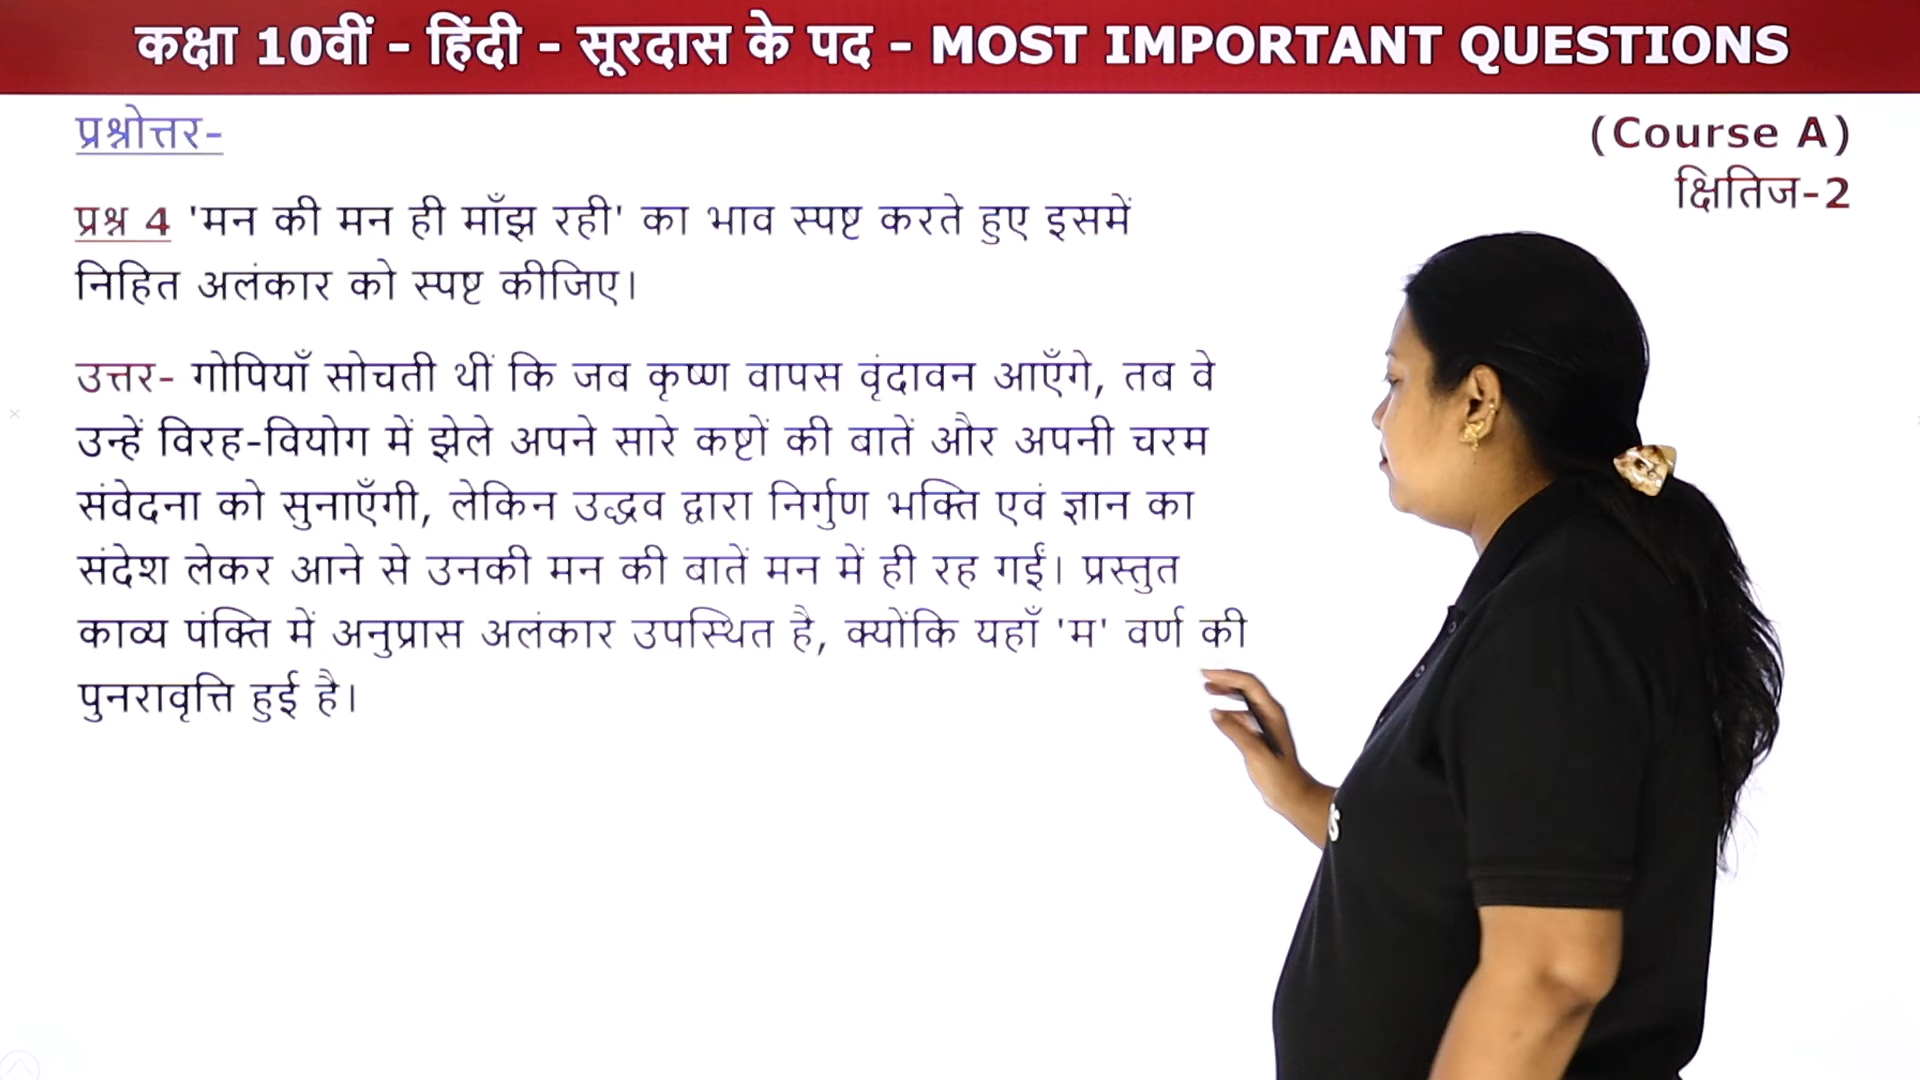 कक्षा 10वीं - हिंदी - सूरदास के पद - MOST IMPORTANT QUESTIONS
प्रश्नोत्तर-
(Course A)
क्षितिज-2
प्रश्न 4 'मन की मन ही माँझ रही' का भाव स्पष्ट करते हुए इसमें
निहित अलंकार को स्पष्ट कीजिए।
उत्तर- गोपियाँ सोचती थीं कि जब कृष्ण वापस वृंदावन आएँगे, तब वे
उन्हें विरह-वियोग में झेले अपने सारे कष्टों की बातें और अपनी चरम
संवेदना को सुनाएँगी, लेकिन उद्धव द्वारा निर्गुण भक्ति एवं ज्ञान का
संदेश लेकर आने से उनकी मन की बातें मन में ही रह गईं। प्रस्तुत
काव्य पंक्ति में अनुप्रास अलंकार उपस्थित है, क्योंकि यहाँ 'म' वर्ण की
पुनरावृत्ति हुई है।